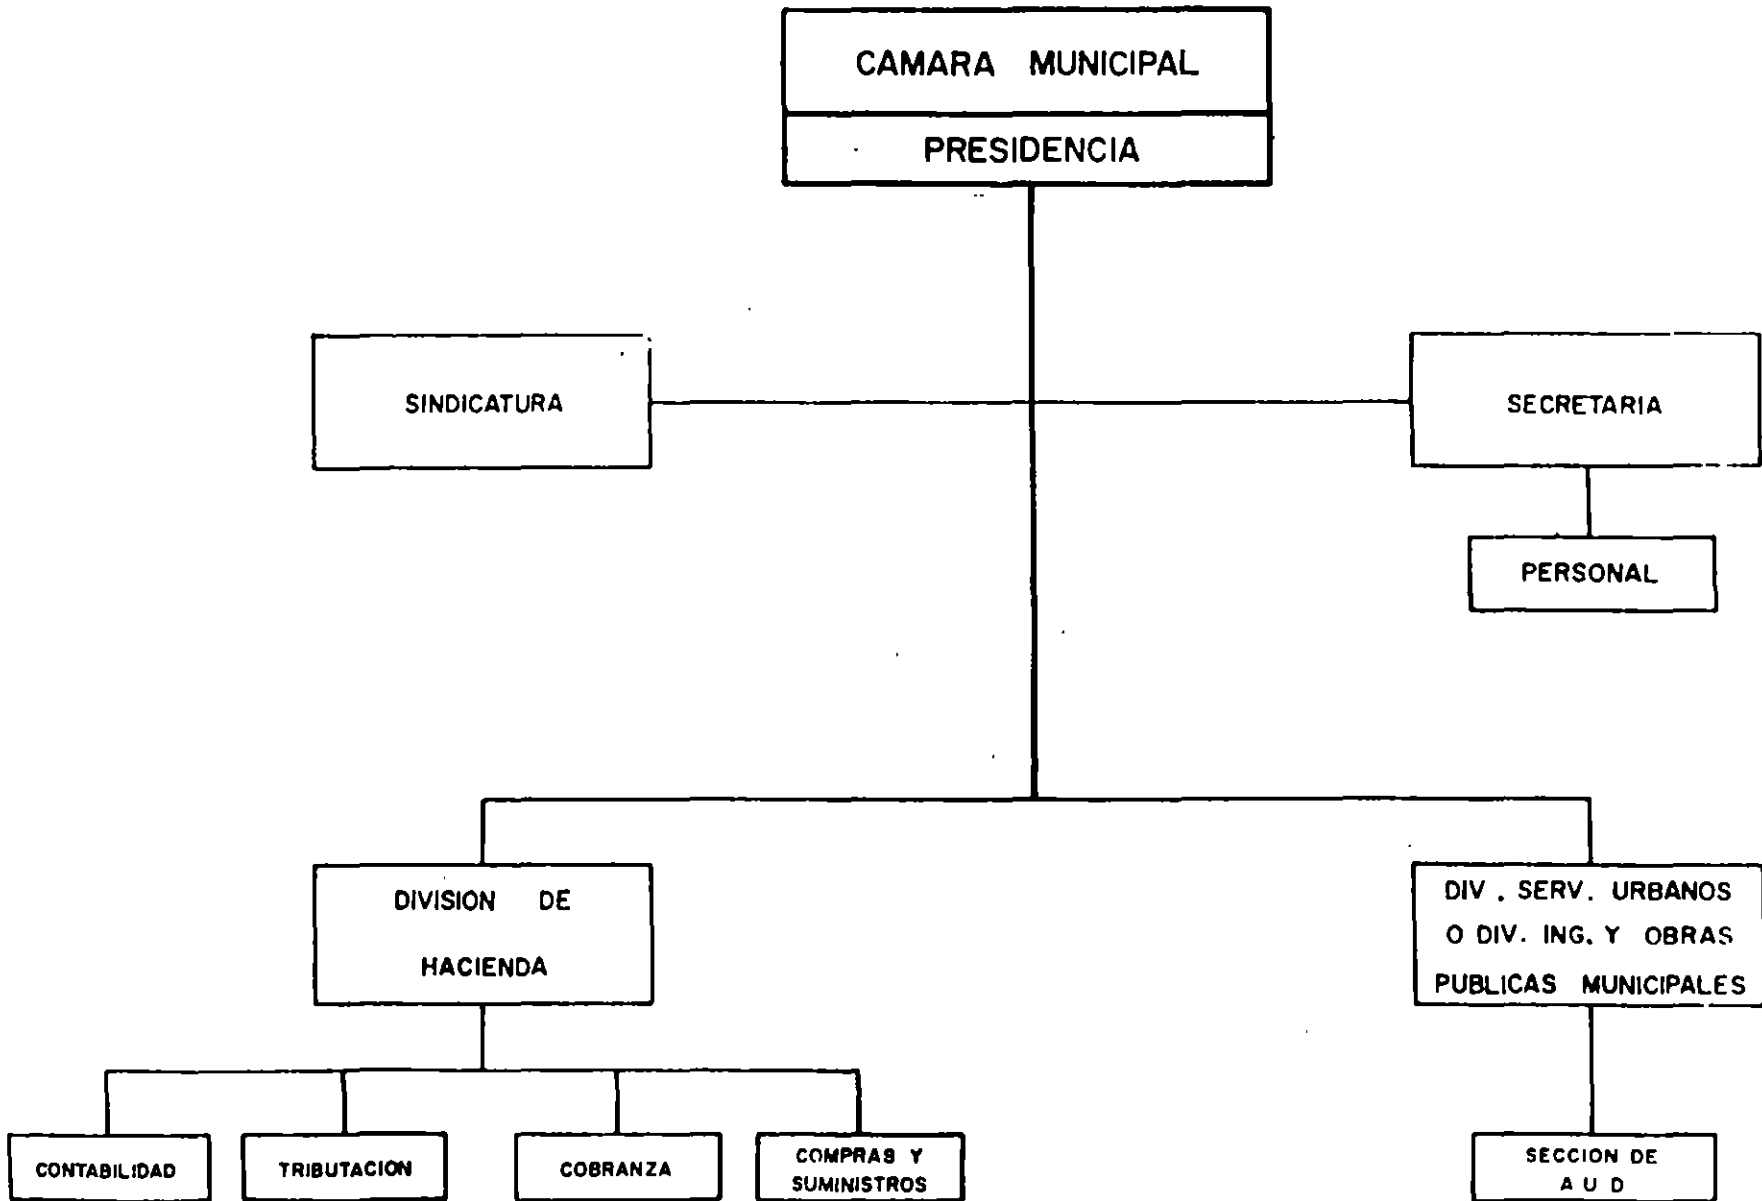 CAMARA MUNICIPAL
PRESIDENCIA
SINDICATURA
SECRETARIA
PERSONAL
DIVISION DE
HACIENDA
DIV. SERV. URBANOS
O DIV. ING. Y OBRAS
PUBLICAS MUNICIPALES
CONTABILIDAD
TRIBUTACION
COBRANZA
COMPRAS Y
SUMINISTROS
SECCION DE
A U D